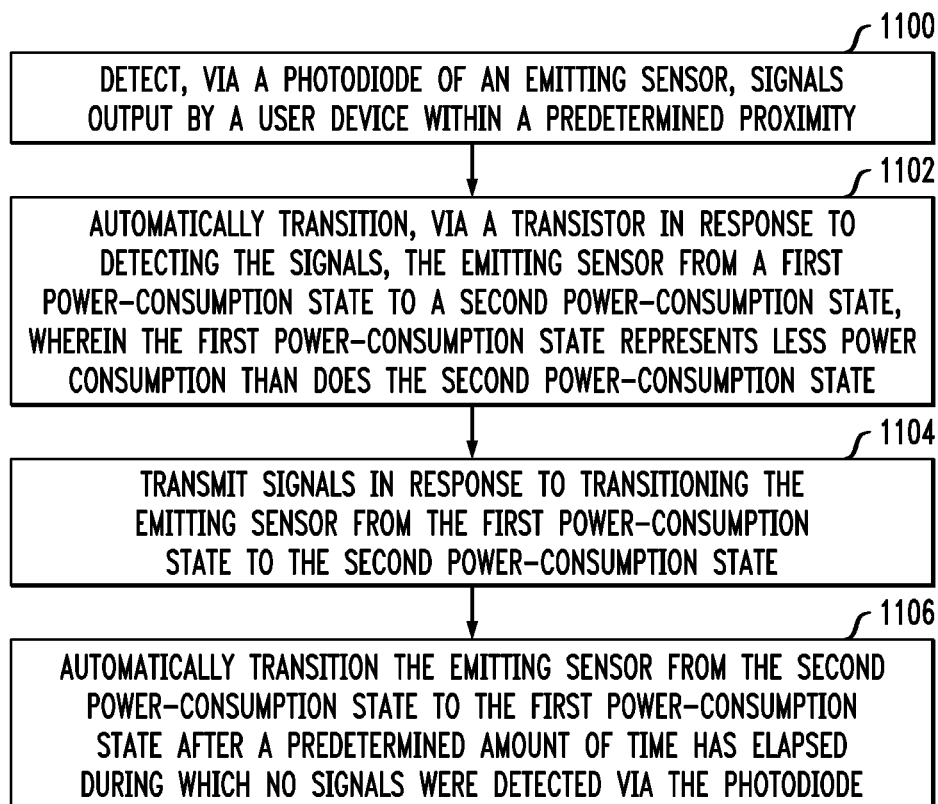 1100
DETECT, VIA A PHOTODIODE OF AN EMITTING SENSOR, SIGNALS
OUTPUT BY A USER DEVICE WITHIN A PREDETERMINED PROXIMITY
1102
AUTOMATICALLY TRANSITION, VIA A TRANSISTOR IN RESPONSE TO
DETECTING THE SIGNALS, THE EMITTING SENSOR FROM A FIRST
POWER-CONSUMPTION STATE TO A SECOND POWER-CONSUMPTION STATE,
WHEREIN THE FIRST POWER-CONSUMPTION STATE REPRESENTS LESS POWER
CONSUMPTION THAN DOES THE SECOND POWER-CONSUMPTION STATE
1104
TRANSMIT SIGNALS IN RESPONSE TO TRANSITIONING THE
EMITTING SENSOR FROM THE FIRST POWER-CONSUMPTION
STATE TO THE SECOND POWER-CONSUMPTION STATE
1106
AUTOMATICALLY TRANSITION THE EMITTING SENSOR FROM THE SECOND
POWER-CONSUMPTION STATE TO THE FIRST POWER-CONSUMPTION
STATE AFTER A PREDETERMINED AMOUNT OF TIME HAS ELAPSED
DURING WHICH NO SIGNALS WERE DETECTED VIA THE PHOTODIODE